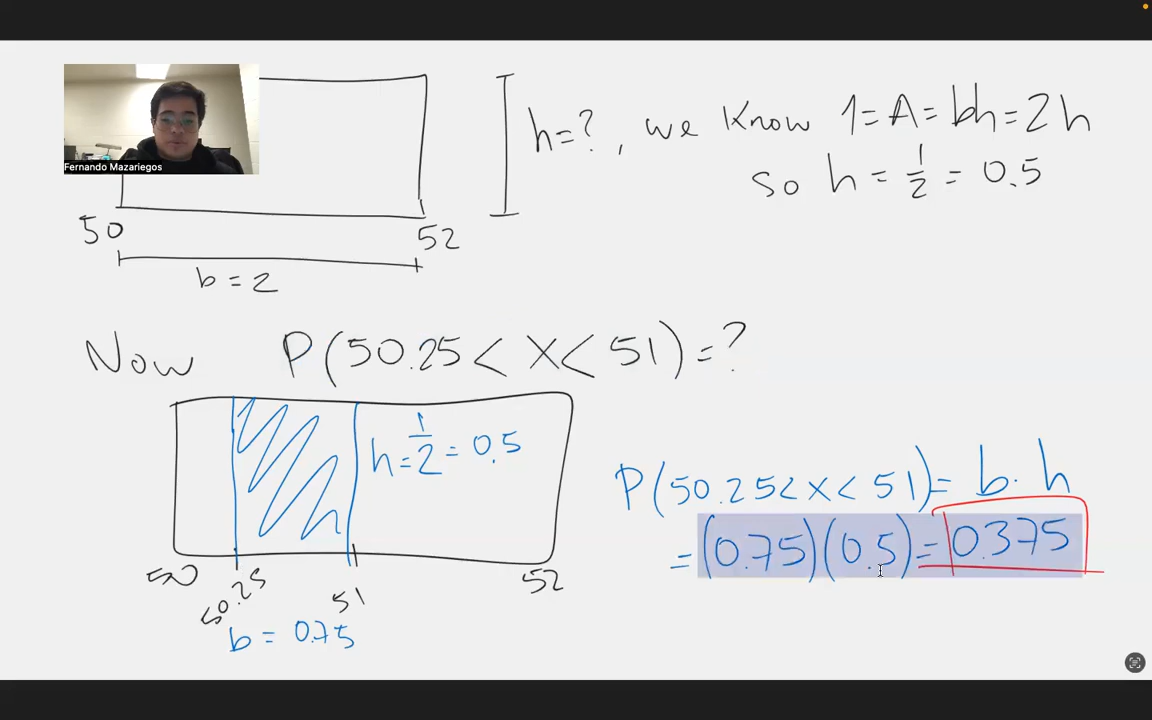 Fernando Mazariegos
h=?, we know 1=A=bh=2h
so h = 1/2 = 0.5
50
52
b = 2
Now P(50.25 < X < 51) = ?
h = 1/2 = 0.5
50
50.25
51
52
b = 0.75
P(50.25 < X < 51) = b · h
= (0.75)(0.5) = 0.375